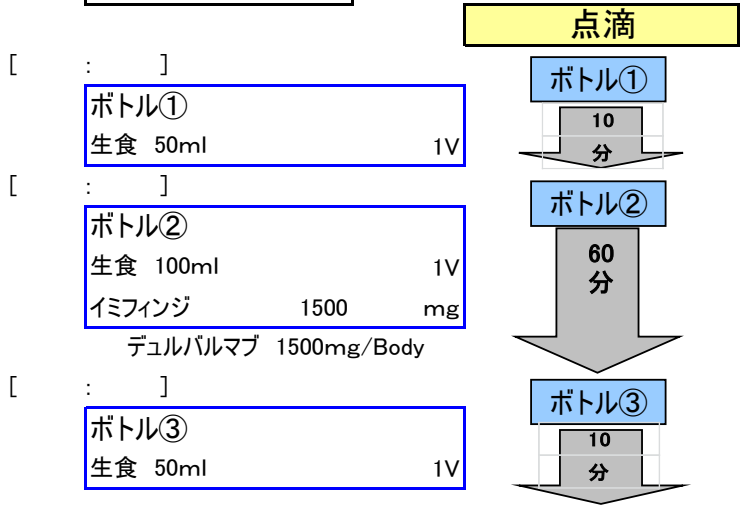 点滴
[ : ]
ボトル①
ボトル①
生食 50ml 1V
10
分
[ : ]
ボトル②
ボトル②
生食 100ml 1V
イミフィンジ 1500 mg
60
分
デュルバルマブ 1500mg/Body
[ : ]
ボトル③
ボトル③
生食 50ml 1V
10
分